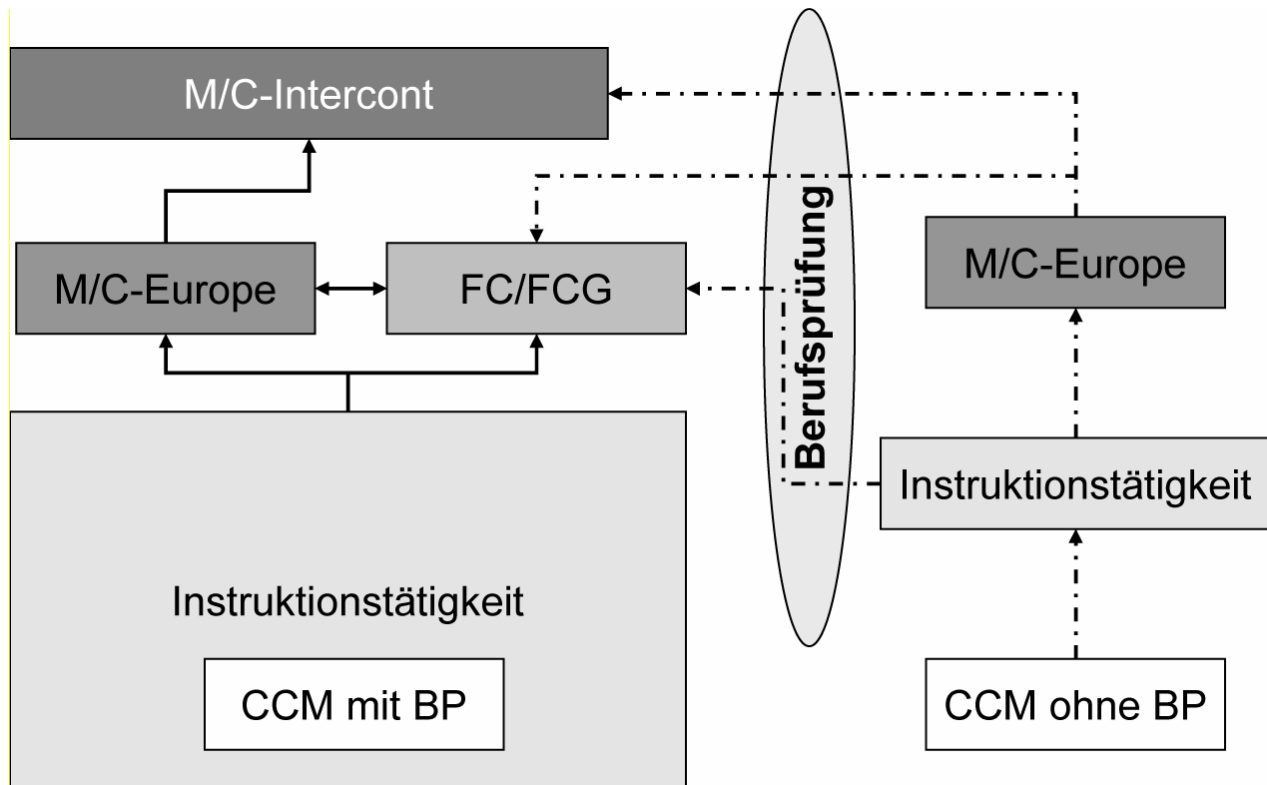 M/C-Intercont
M/C-Europe
FC/FCG
Berufsprüfung
M/C-Europe
Instruktionstätigkeit
Instruktionstätigkeit
CCM mit BP
CCM ohne BP